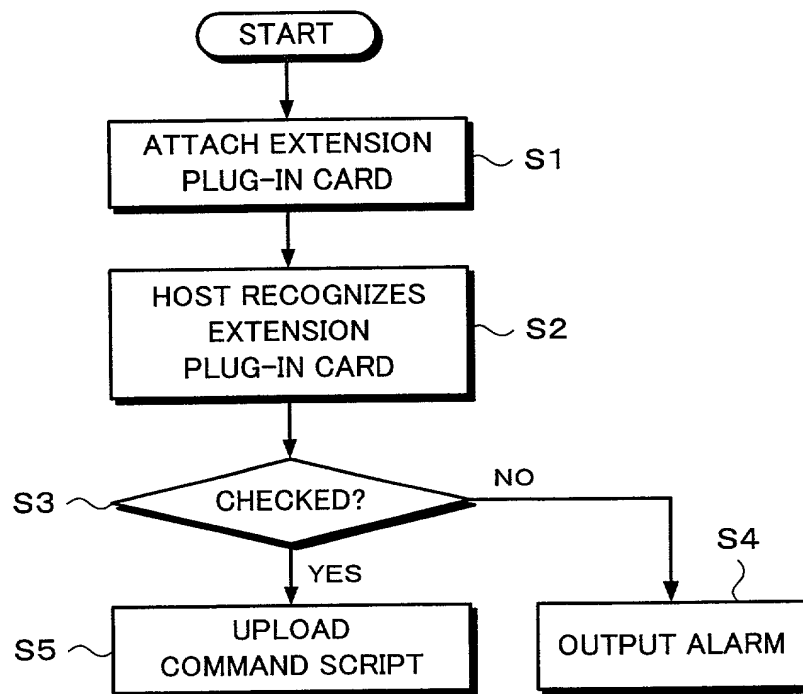 START
ATTACH EXTENSION
PLUG-IN CARD
S1
HOST RECOGNIZES
EXTENSION
PLUG-IN CARD
S2
S3
CHECKED?
NO
YES
S4
S5
UPLOAD
COMMAND SCRIPT
OUTPUT ALARM